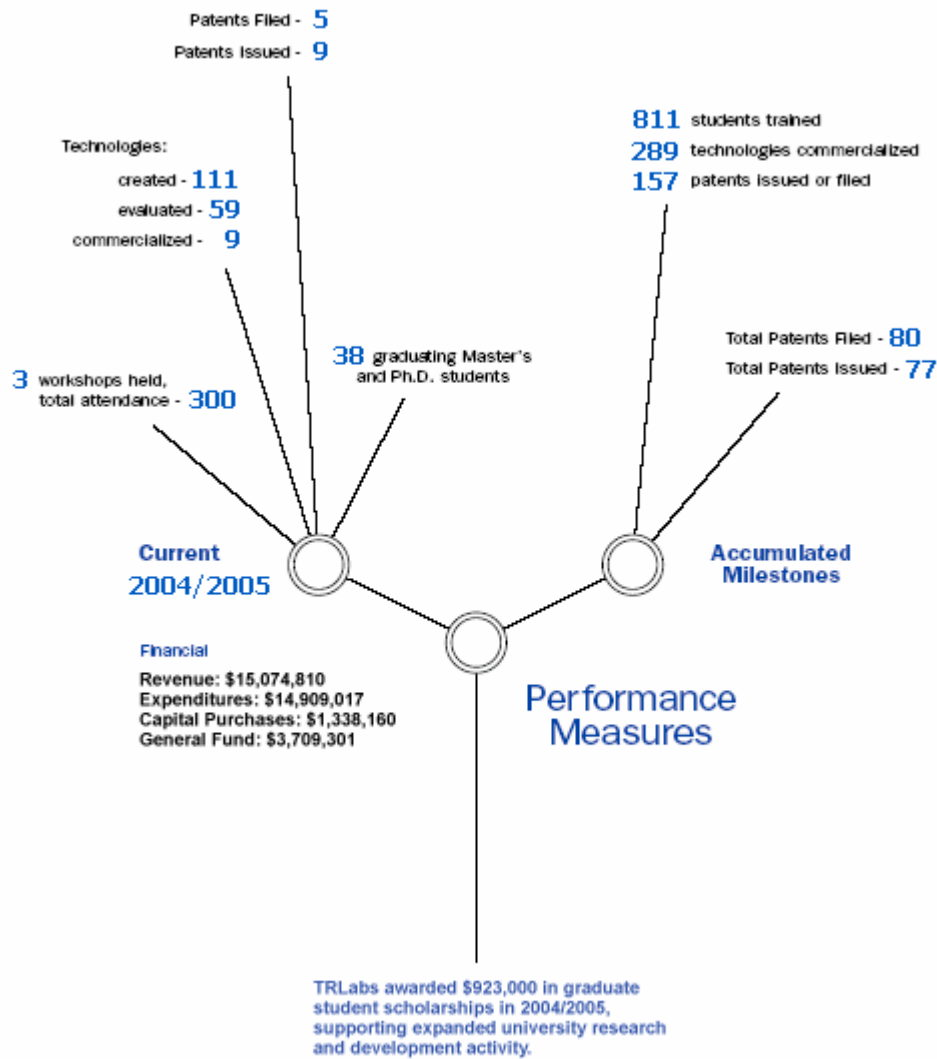 Patents Filed - 5
Patents Issued - 9
811 students trained
289 technologies commercialized
157 patents issued or filed
Technologies:
created - 111
evaluated - 59
commercialized - 9
Total Patents Filed - 80
Total Patents Issued - 77
38 graduating Master's
and Ph.D. students
3 workshops held,
total attendance - 300
Current
2004/2005
Accumulated
Milestones
Financial
Revenue: $15,074,810
Expenditures: $14,909,017
Capital Purchases: $1,338,160
General Fund: $3,709,301
Performance
Measures
TRLabs awarded $923,000 in graduate
student scholarships in 2004/2005,
supporting expanded university research
and development activity.